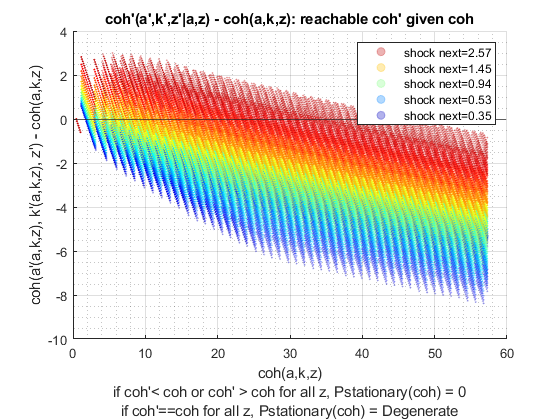 coh'(a',k',z'|a,z) - coh(a,k,z): reachable coh' given coh
4
2
0
-2
-4
-6
-8
-10
0
10
20
30
40
50
60
shock next=2.57
shock next=1.45
shock next=0.94
shock next=0.53
shock next=0.35
coh(a'(a,k,z), k'(a,k,z), z') - coh(a,k,z)
coh(a,k,z)
if coh'< coh or coh' > coh for all z, Pstationary(coh) = 0
if coh'==coh for all z, Pstationary(coh) = Degenerate